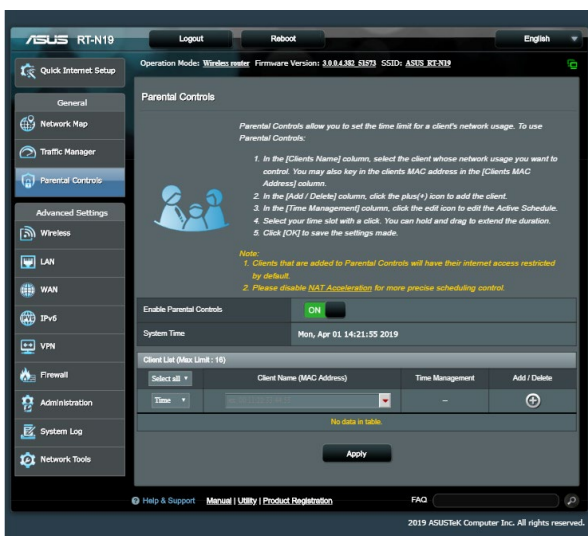 ASUS RT-N19
Logout
Reboot
English
Quick Internet Setup
Operation Mode: Wireless router Firmware Version: 3.0.0.4.382_51573 SSID: ASUS_RT-N19
General
Network Map
Traffic Manager
Parental Controls
Advanced Settings
Wireless
LAN
WAN
IPv6
VPN
Firewall
Administration
System Log
Network Tools
Parental Controls
Parental Controls allow you to set the time limit for a client's network usage. To use
Parental Controls:
1. In the [Clients Name] column, select the client whose network usage you want to
control. You may also key in the clients MAC address in the [Clients MAC
Address] column.
2. In the [Add / Delete] column, click the plus(+) icon to add the client.
3. In the [Time Management] column, click the edit icon to edit the Active Schedule.
4. Select your time slot with a click. You can hold and drag to extend the duration.
5. Click [OK] to save the settings made.
Note:
1. Clients that are added to Parental Controls will have their internet access restricted
by default.
2. Please disable NAT Acceleration for more precise scheduling control.
Enable Parental Controls
ON
System Time
Mon, Apr 01 14:21:55 2019
Client List (Max Limit : 16)
Select all
Client Name (MAC Address)
Time Management
Add / Delete
Time
–
No data in table.
Apply
Help & Support Manual | Utility | Product Registration FAQ
2019 ASUSTeK Computer Inc. All rights reserved.